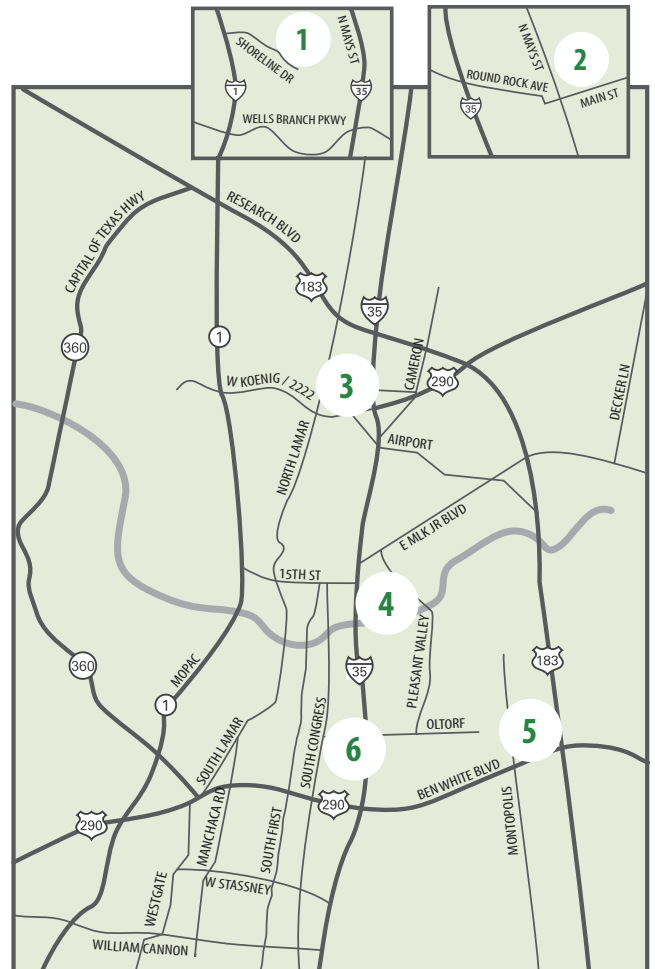 1
SHORELINE DR
N MAYS ST
1
35
WELLS BRANCH PKWY
N MAYS ST
2
ROUND ROCK AVE
MAIN ST
35
CAPITAL OF TEXAS HWY
RESEARCH BLVD
183
35
360
1
CAMERON
290
DECKER LN
W KOENIG / 2222
3
NORTH LAMAR
AIRPORT
E MLK JR BLVD
15TH ST
4
PLEASANT VALLEY
360
MOPAC
35
183
1
SOUTH LAMAR
SOUTH CONGRESS
OLTORF
5
6
BEN WHITE BLVD
290
290
MANCHACA RD
SOUTH FIRST
MONTOPOLIS
WESTGATE
W STASSNEY
WILLIAM CANNON